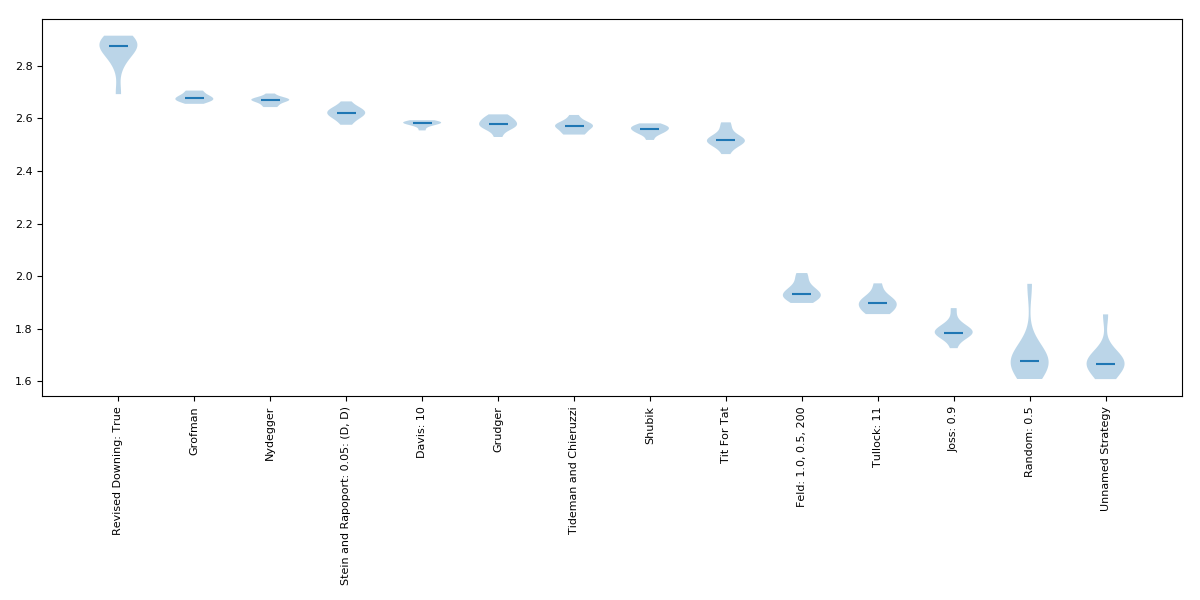 2.8
2.6
2.4
2.2
2.0
1.8
1.6
Revised Downing: True
Grofman
Nydegger
Stein and Rapoport: 0.05: (D, D)
Davis: 10
Grudger
Tideman and Chieruzzi
Shubik
Tit For Tat
Feld: 1.0, 0.5, 200
Tullock: 11
Joss: 0.9
Random: 0.5
Unnamed Strategy